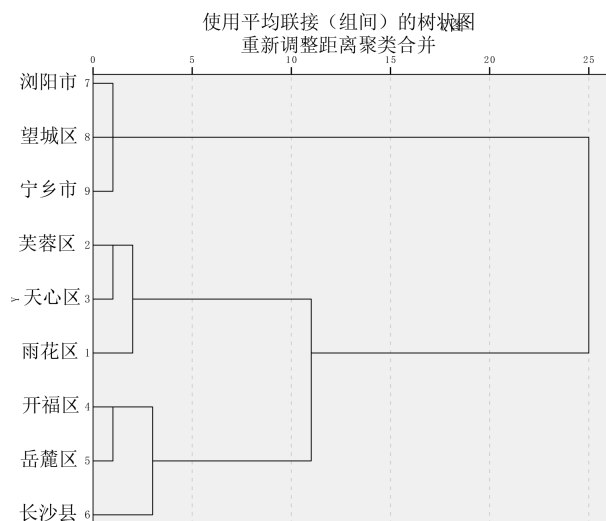 使用平均联接（组间）的树状图
重新调整距离聚类合并
0 5 10 15 20 25
浏阳市 7
望城区 8
宁乡市 9
芙蓉区 2
Y 天心区 3
雨花区 1
开福区 4
岳麓区 5
长沙县 6